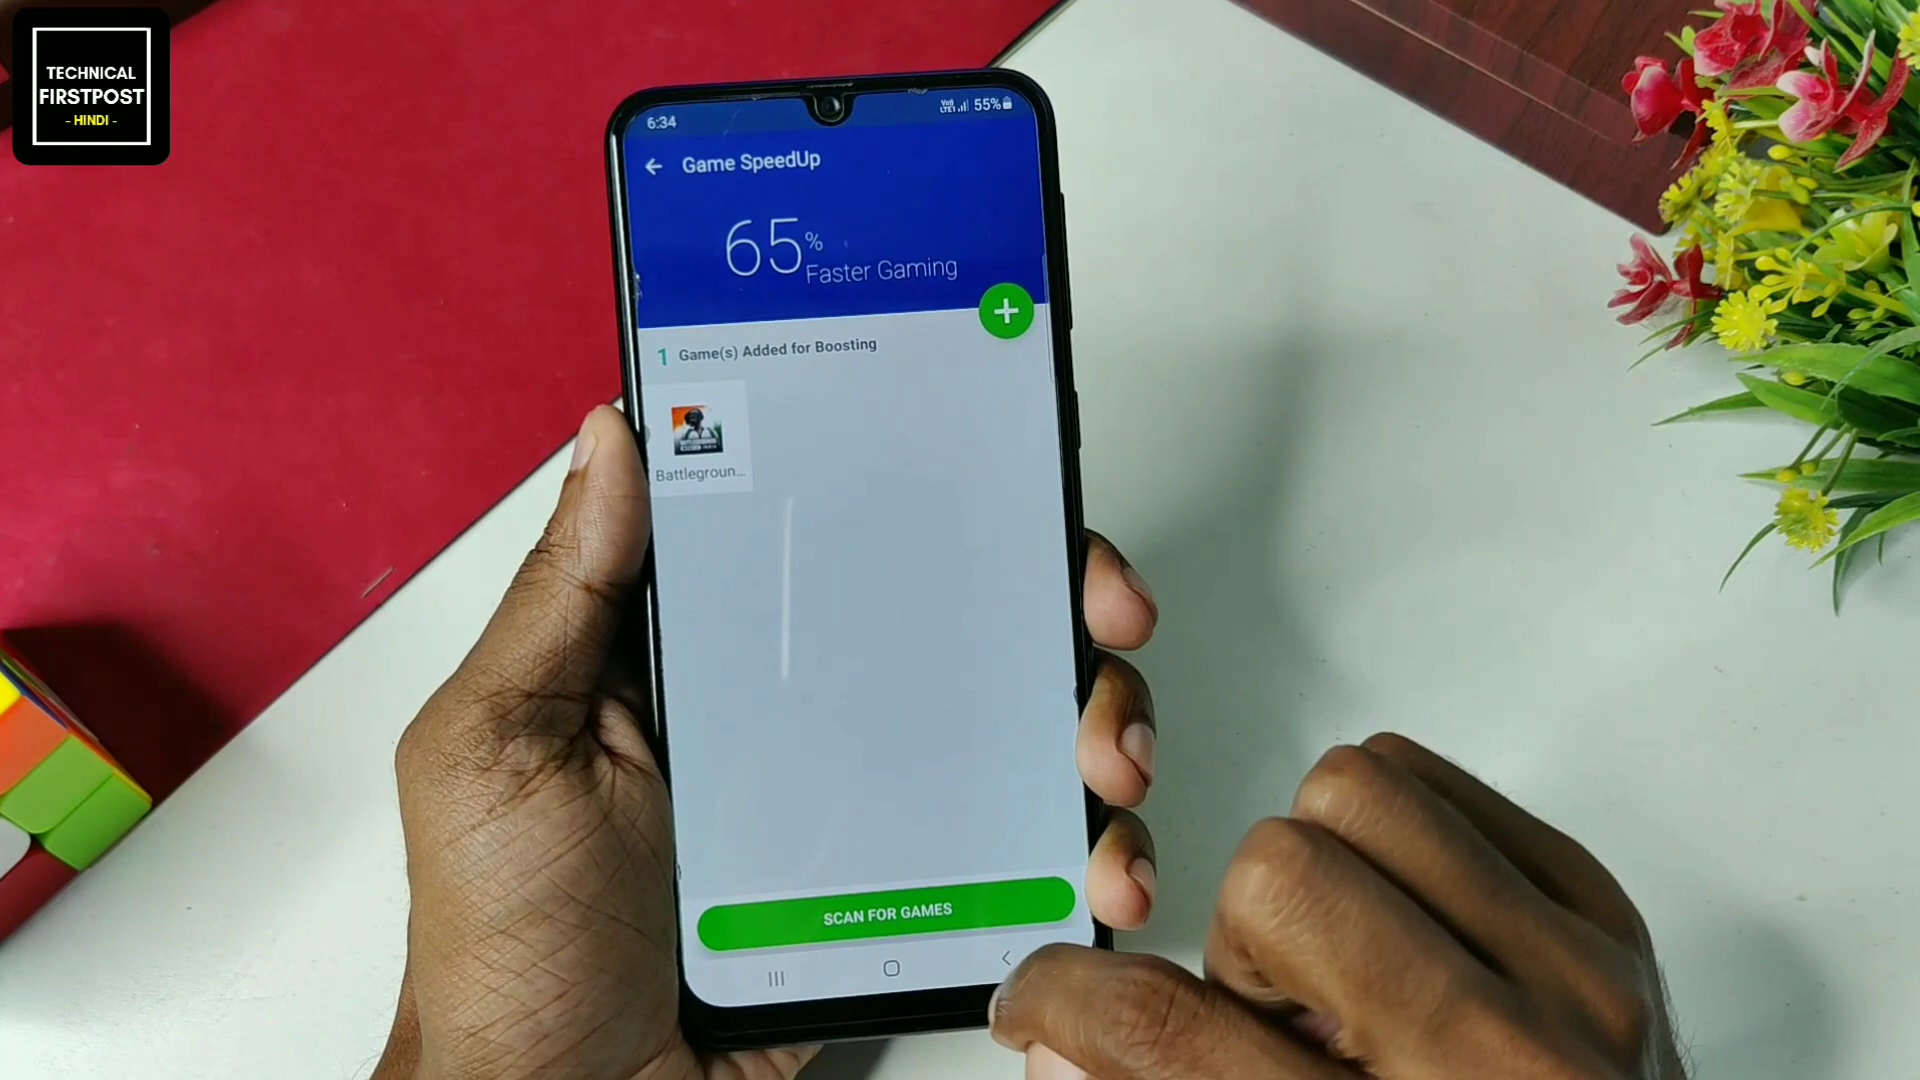 TECHNICAL
FIRSTPOST
- HINDI -
6:34
55%
Game SpeedUp
65%
Faster Gaming
1 Game(s) Added for Boosting
Battlegroun...
SCAN FOR GAMES